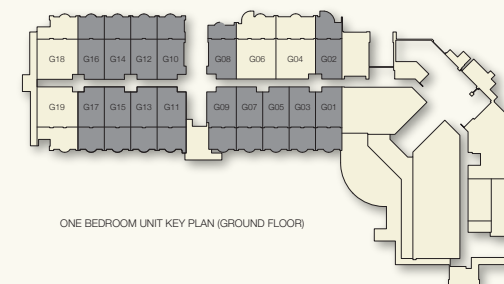 G18 G16 G14 G12 G10 G08 G06 G04 G02
G19 G17 G15 G13 G11 G09 G07 G05 G03 G01
ONE BEDROOM UNIT KEY PLAN (GROUND FLOOR)